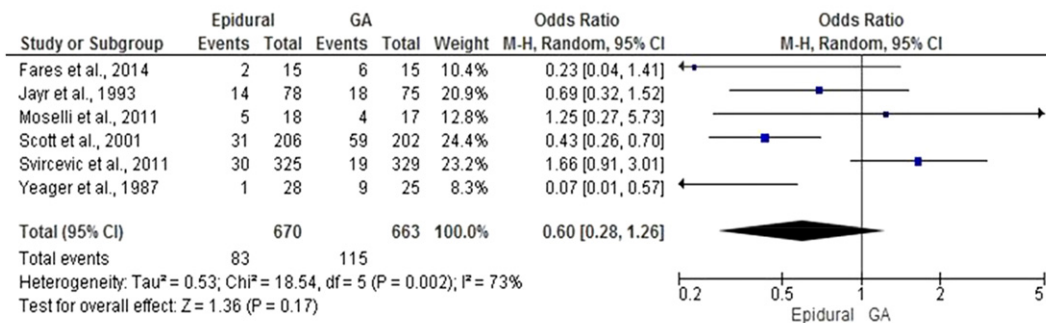 Epidural GA Odds Ratio Odds Ratio
Study or Subgroup Events Total Events Total Weight M-H, Random, 95% CI M-H, Random, 95% CI
Fares et al., 2014 2 15 6 15 10.4% 0.23 [0.04, 1.41]
Jayr et al., 1993 14 78 18 75 20.9% 0.69 [0.32, 1.52]
Moselli et al., 2011 5 18 4 17 12.8% 1.25 [0.27, 5.73]
Scott et al., 2001 31 206 59 202 24.4% 0.43 [0.26, 0.70]
Svircevic et al., 2011 30 325 19 329 23.2% 1.66 [0.91, 3.01]
Yeager et al., 1987 1 28 9 25 8.3% 0.07 [0.01, 0.57]
Total (95% CI) 670 663 100.0% 0.60 [0.28, 1.26]
Total events 83 115
Heterogeneity: Tau² = 0.53; Chi² = 18.54, df = 5 (P = 0.002); I² = 73%
Test for overall effect: Z = 1.36 (P = 0.17)
0.2 0.5 1 2 5
Epidural GA